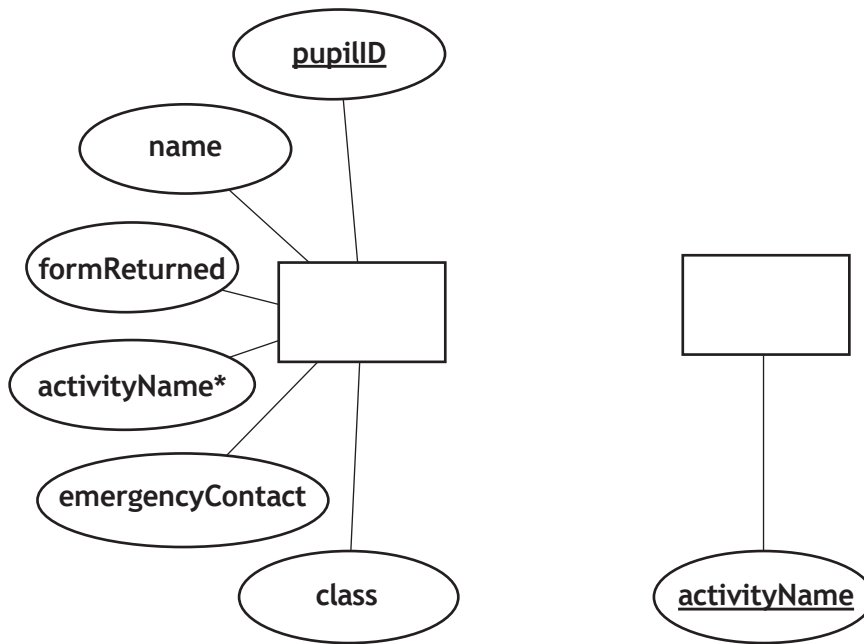 pupilID
name
formReturned
activityName*
emergencyContact
class
activityName